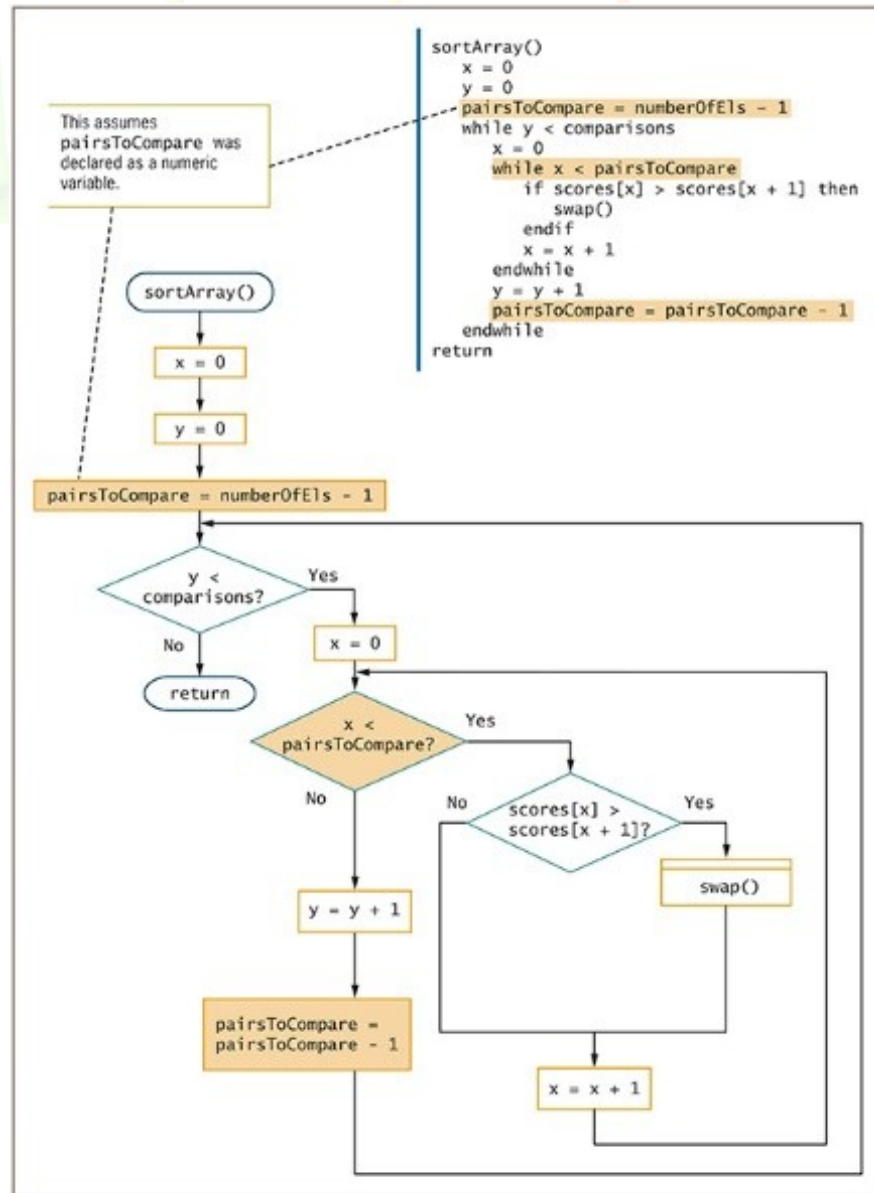 sortArray()
x = 0
y = 0
pairsToCompare = numberOfEls - 1
while y < comparisons
x = 0
while x < pairsToCompare
if scores[x] > scores[x + 1] then
swap()
endif
x = x + 1
endwhile
y = y + 1
pairsToCompare = pairsToCompare - 1
endwhile
return
This assumes
pairsToCompare was
declared as a numeric
variable.
sortArray()
x = 0
y = 0
pairsToCompare = numberOfEls - 1
y <
comparisons?
Yes
No
x = 0
return
x <
pairsToCompare?
Yes
No
scores[x] >
scores[x + 1]?
No
Yes
swap()
y = y + 1
pairsToCompare =
pairsToCompare - 1
x = x + 1